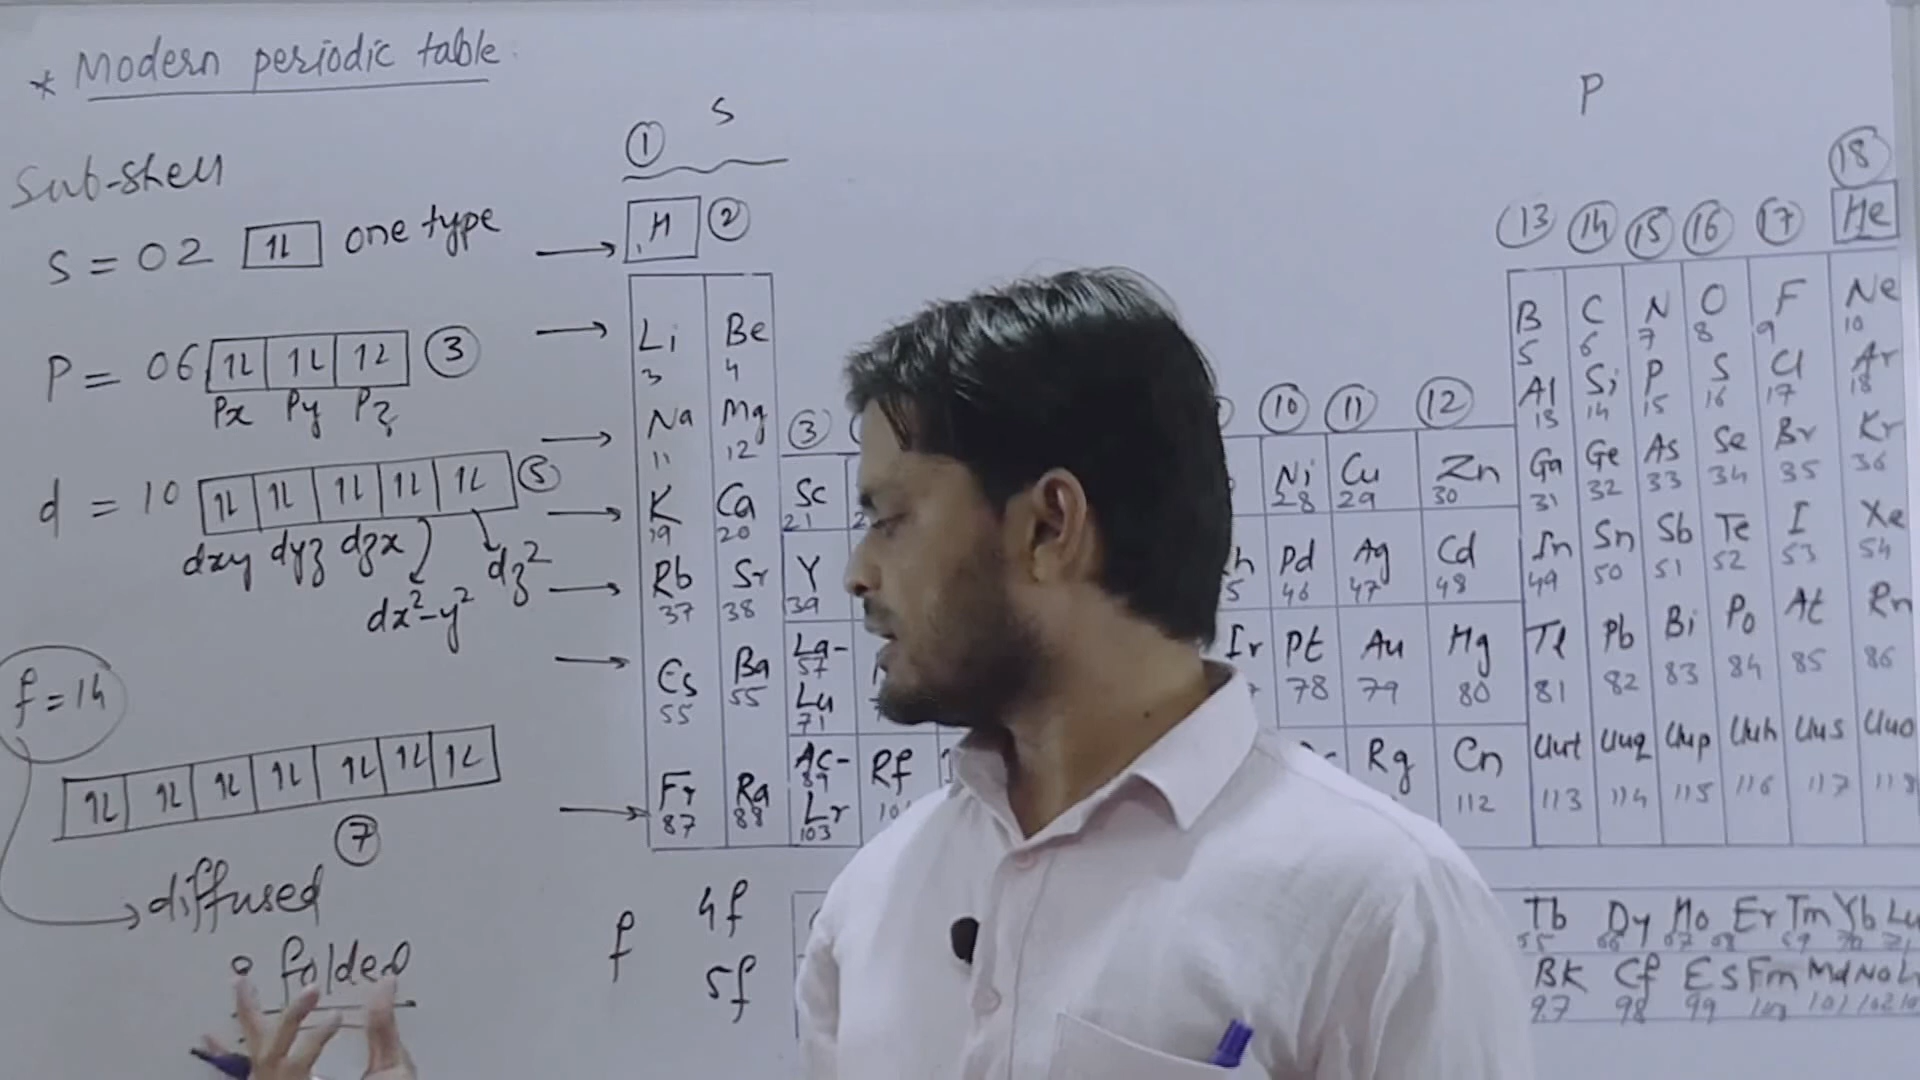 * Modern periodic table
Sub-shell
S = 02 1L one type
P = 06 1L 1L 1L 3
Px Py Pz
d = 10 1L 1L 1L 1L 1L 5
dxy dyz dzx
dx²-y² dz²
f = 14
1L 1L 1L 1L 1L 1L 1L
7
diffused
folded
S P
1 18
H 2 13 14 15 16 17 He
Li Be B C N O F Ne
3 4 5 6 7 8 9 10
Na Mg Al Si P S Cl Ar
11 12 13 14 15 16 17 18
3 10 11 12
K Ca Sc Ni Cu Zn Ga Ge As Se Br Kr
19 20 21 28 29 30 31 32 33 34 35 36
Rb Sr Y Pd Ag Cd In Sn Sb Te I Xe
37 38 39 46 47 48 49 50 51 52 53 54
Cs Ba La- Ir Pt Au Hg Tl Pb Bi Po At Rn
55 55 57 78 79 80 81 82 83 84 85 86
Lu
71
Fr Ra Ac- Rf Rg Cn Uut Uuq Uup Uuh Uus Uuo
87 88 89 112 113 114 115 116 117 118
Lr
103
f 4f Tb Dy Ho Er Tm Yb Lu
5f Bk Cf Es Fm Md No
97 98 99 101 102